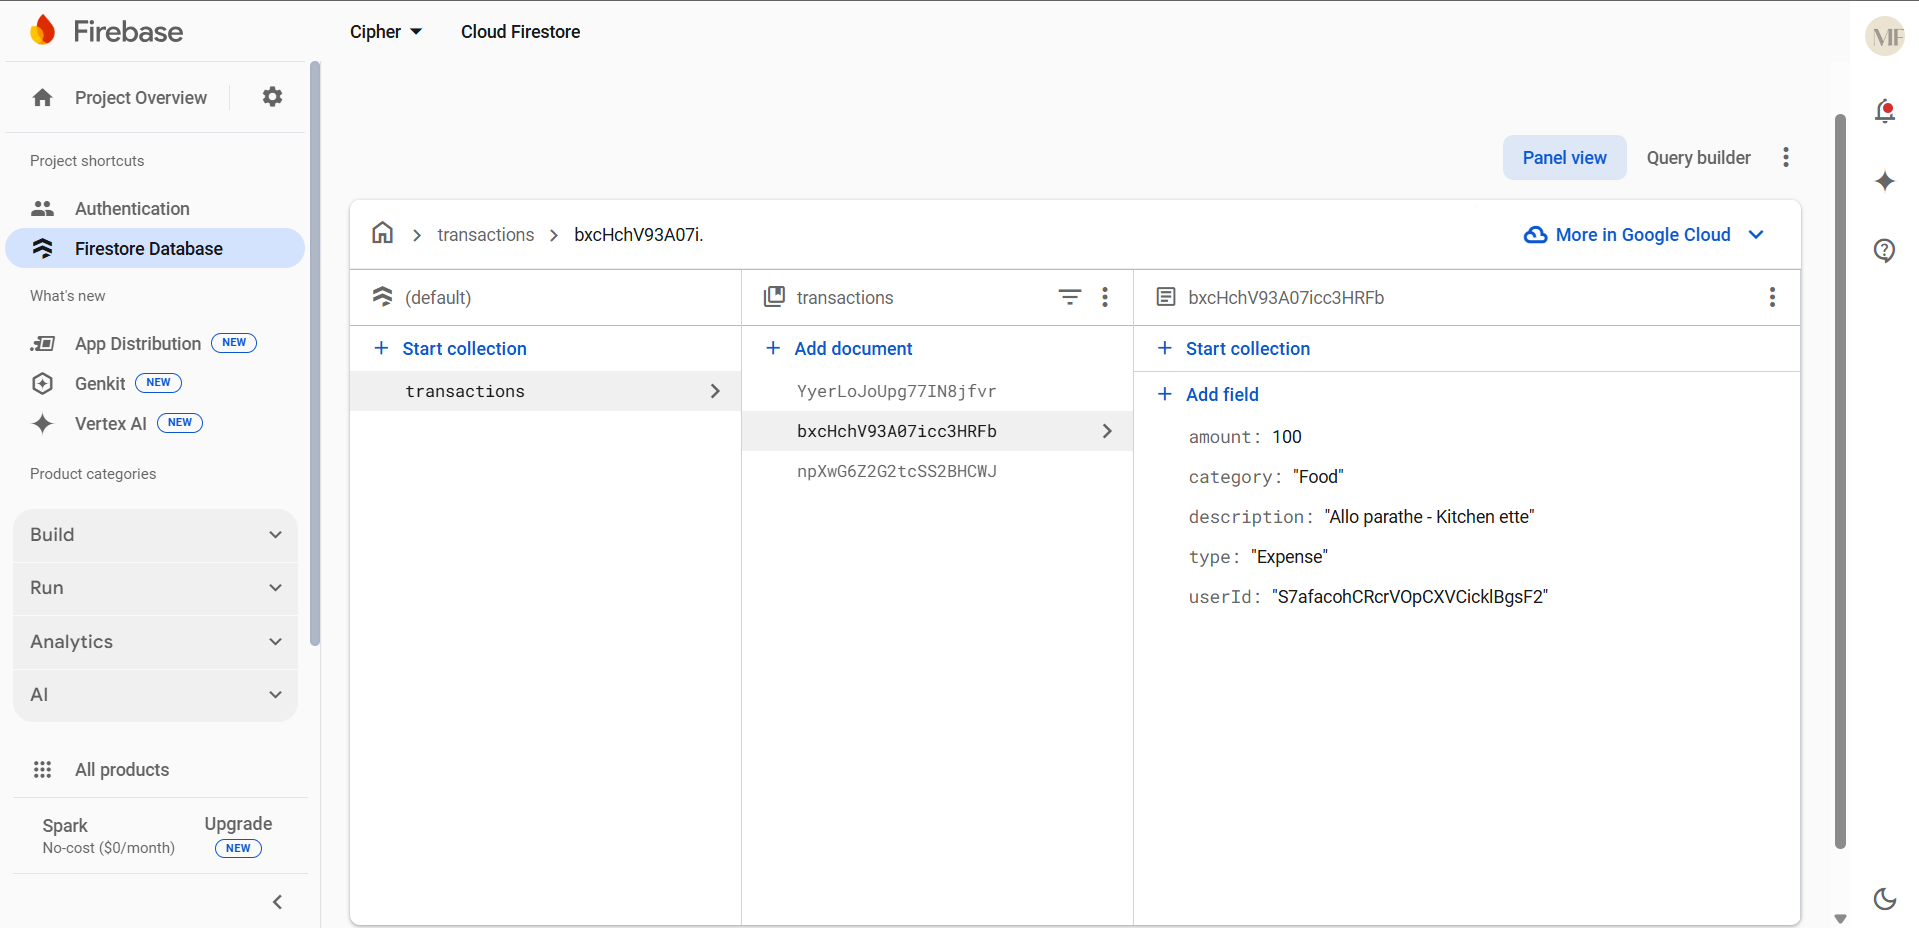 Firebase
Cipher
Cloud Firestore
MF
Project Overview
Project shortcuts
Authentication
Firestore Database
What's new
App Distribution NEW
Genkit NEW
Vertex AI NEW
Product categories
Build
Run
Analytics
AI
All products
Spark
No-cost ($0/month)
Upgrade
NEW
Panel view
Query builder
transactions
bxcHchV93A07i.
More in Google Cloud
(default)
Start collection
transactions
transactions
Add document
YyerLoJoUpg77IN8jfvr
bxcHchV93A07icc3HRFb
npXwG6Z2G2tcSS2BHCWJ
bxcHchV93A07icc3HRFb
Start collection
Add field
amount: 100
category: "Food"
description: "Allo parathe - Kitchen ette"
type: "Expense"
userId: "S7afacohCRcrVOpCXVCicklBgsF2"